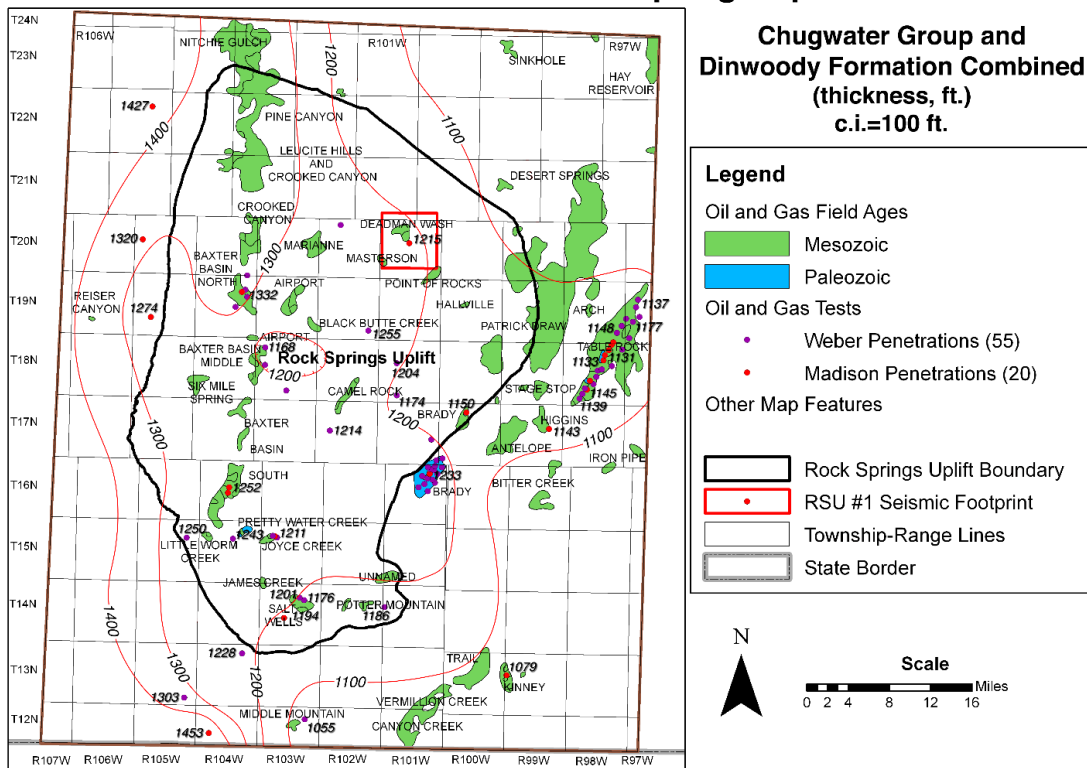 Chugwater Group and
Dinwoody Formation Combined
(thickness, ft.)
c.i.=100 ft.
Legend
Oil and Gas Field Ages
Mesozoic
Paleozoic
Oil and Gas Tests
Weber Penetrations (55)
Madison Penetrations (20)
Other Map Features
Rock Springs Uplift Boundary
RSU #1 Seismic Footprint
Township-Range Lines
State Border
N
Scale
Miles
0 2 4 8 12 16
T24N
T23N
T22N
T21N
T20N
T19N
T18N
T17N
T16N
T15N
T14N
T13N
T12N
R106W
R101W
R97W
NITCHIE GULCH
1200
SINKHOLE
HAY
RESERVOIR
1427
1400
PINE CANYON
1100
LEUCITE HILLS
AND
CROOKED CANYON
DESERT SPRINGS
CROOKED
CANYON
DEADMAN WASH
1215
1320
MARIANNE
MASTERSON
BAXTER
BASIN
NORTH
1300
POINT OF ROCKS
1332
AIRPORT
REISER
CANYON
1274
HALLVILLE
ARCH
1137
1177
1148
BLACK BUTTE CREEK
1255
PATRICK DRAW
AIRPORT
1168
BAXTER BASIN
MIDDLE
Rock Springs Uplift
TABLE ROCK
1131
1133
1200
1204
SIX MILE
SPRING
CAMEL ROCK
1174
STAGE STOP
1145
1139
1150
BRADY
1200
HIGGINS
1143
1214
BAXTER
BASIN
1300
ANTELOPE
1100
IRON PIPE
SOUTH
1252
1233
BRADY
BITTER CREEK
1250
PRETTY WATER CREEK
1243
1211
LITTLE WORM
CREEK
JOYCE CREEK
JAMES CREEK
UNNAMED
1201
1176
SALT
WELLS
1194
POTTER MOUNTAIN
1186
1400
1228
1300
1200
1100
TRAIL
1079
KINNEY
1303
VERMILLION CREEK
MIDDLE MOUNTAIN
1055
CANYON CREEK
1453
R107W R106W R105W R104W R103W R102W R101W R100W R99W R98W R97W